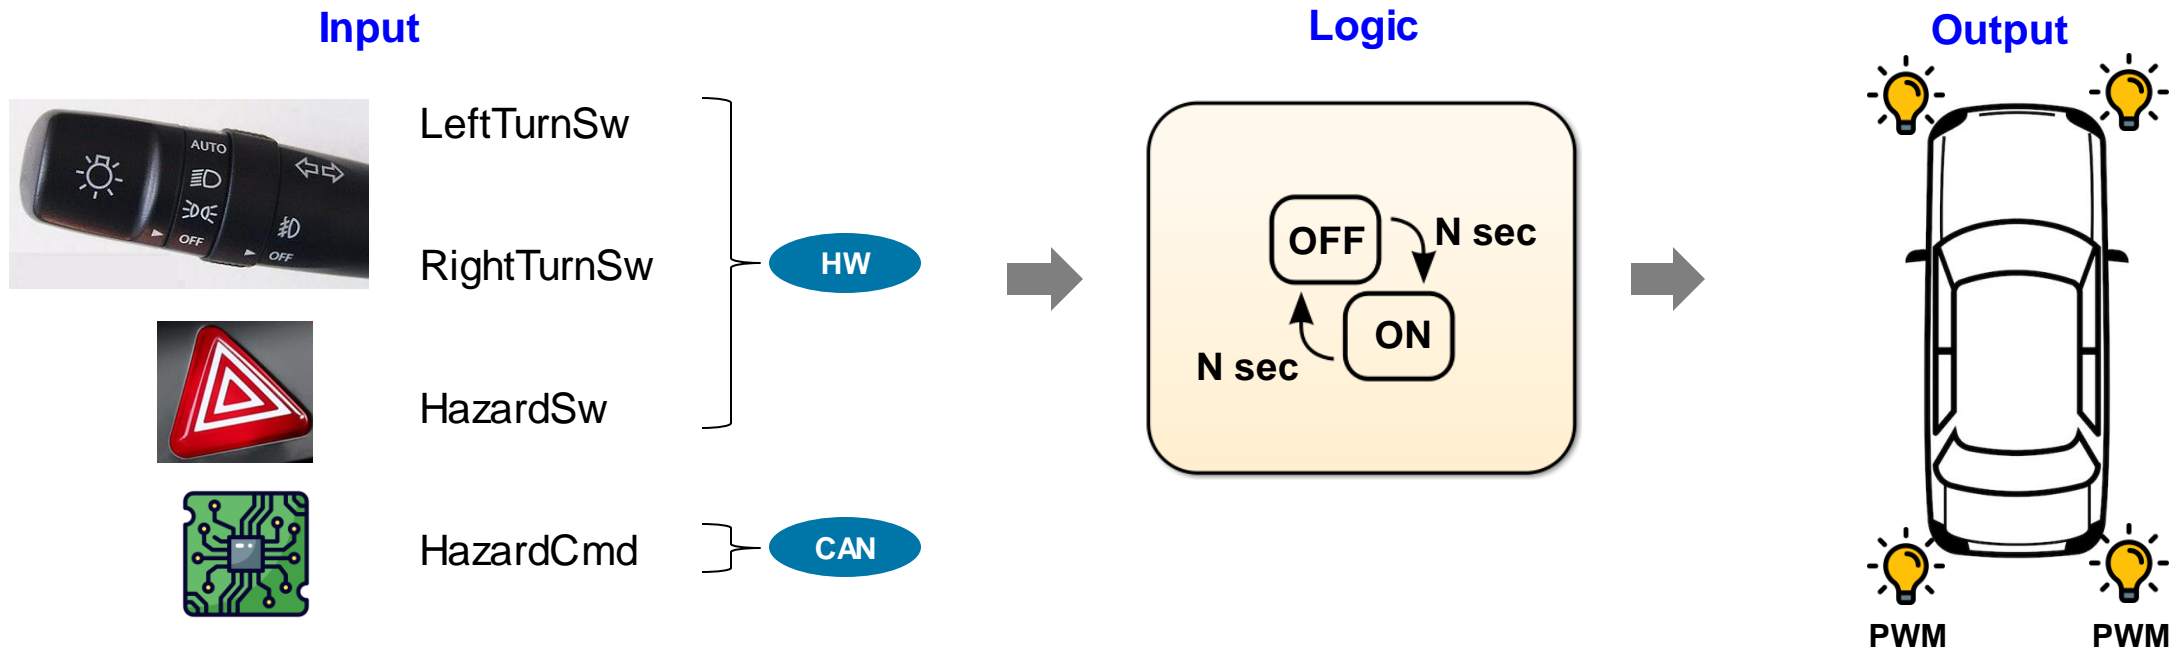 Input
Logic
Output
AUTO
OFF
OFF
LeftTurnSw
RightTurnSw
HazardSw
HazardCmd
HW
CAN
OFF
N sec
ON
N sec
PWM
PWM